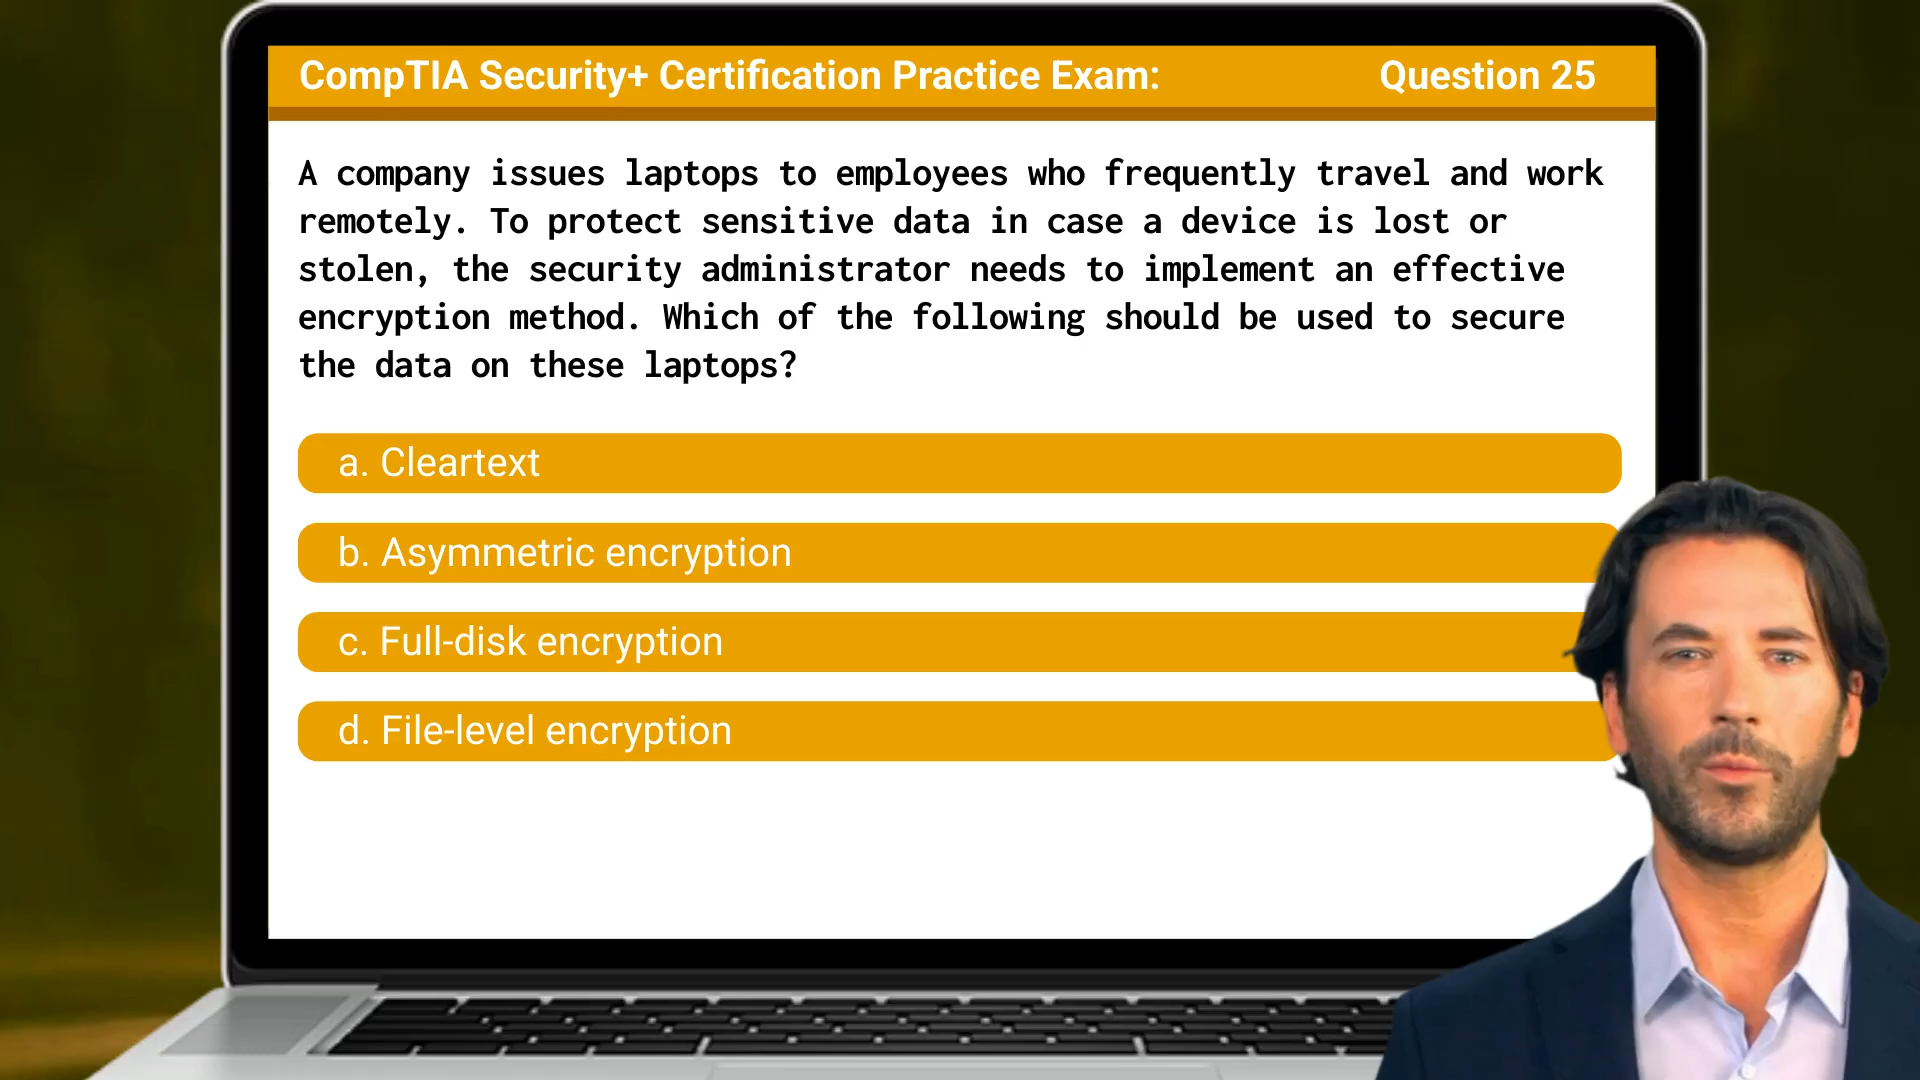 CompTIA Security+ Certification Practice Exam: Question 25
A company issues laptops to employees who frequently travel and work
remotely. To protect sensitive data in case a device is lost or
stolen, the security administrator needs to implement an effective
encryption method. Which of the following should be used to secure
the data on these laptops?
a. Cleartext
b. Asymmetric encryption
c. Full-disk encryption
d. File-level encryption